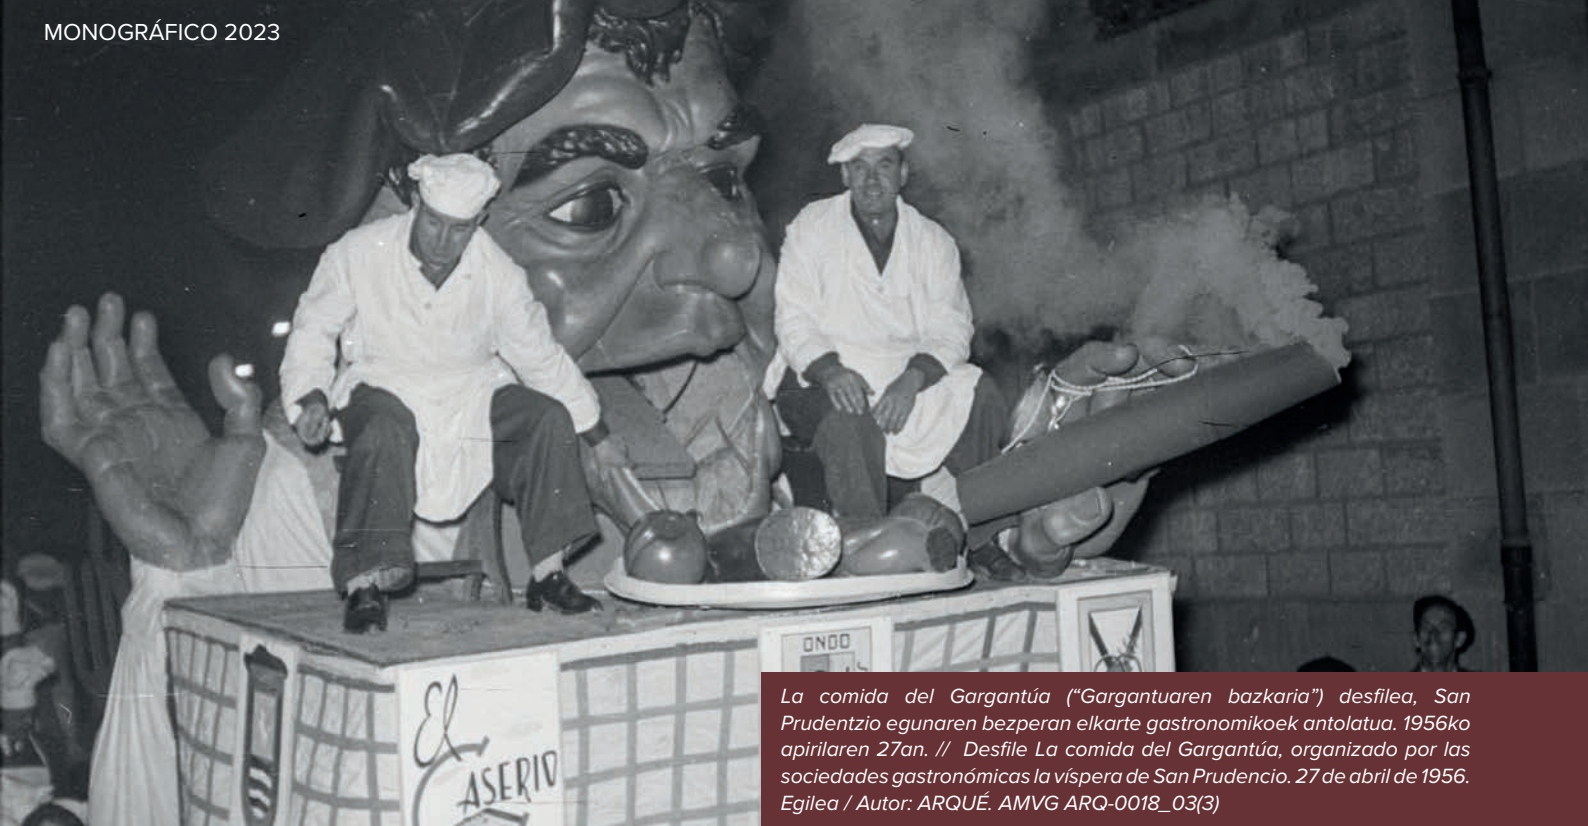 MONOGRÁFICO 2023
ONDO
El
CASERIO
La comida del Gargantúa (“Gargantuaren bazkaria”) desfilea, San
Prudentzio egunaren bezperan elkarte gastronomikoek antolatua. 1956ko
apirilaren 27an. // Desfile La comida del Gargantúa, organizado por las
sociedades gastronómicas la víspera de San Prudencio. 27 de abril de 1956.
Egilea / Autor: ARQUÉ. AMVG ARQ-0018_03(3)